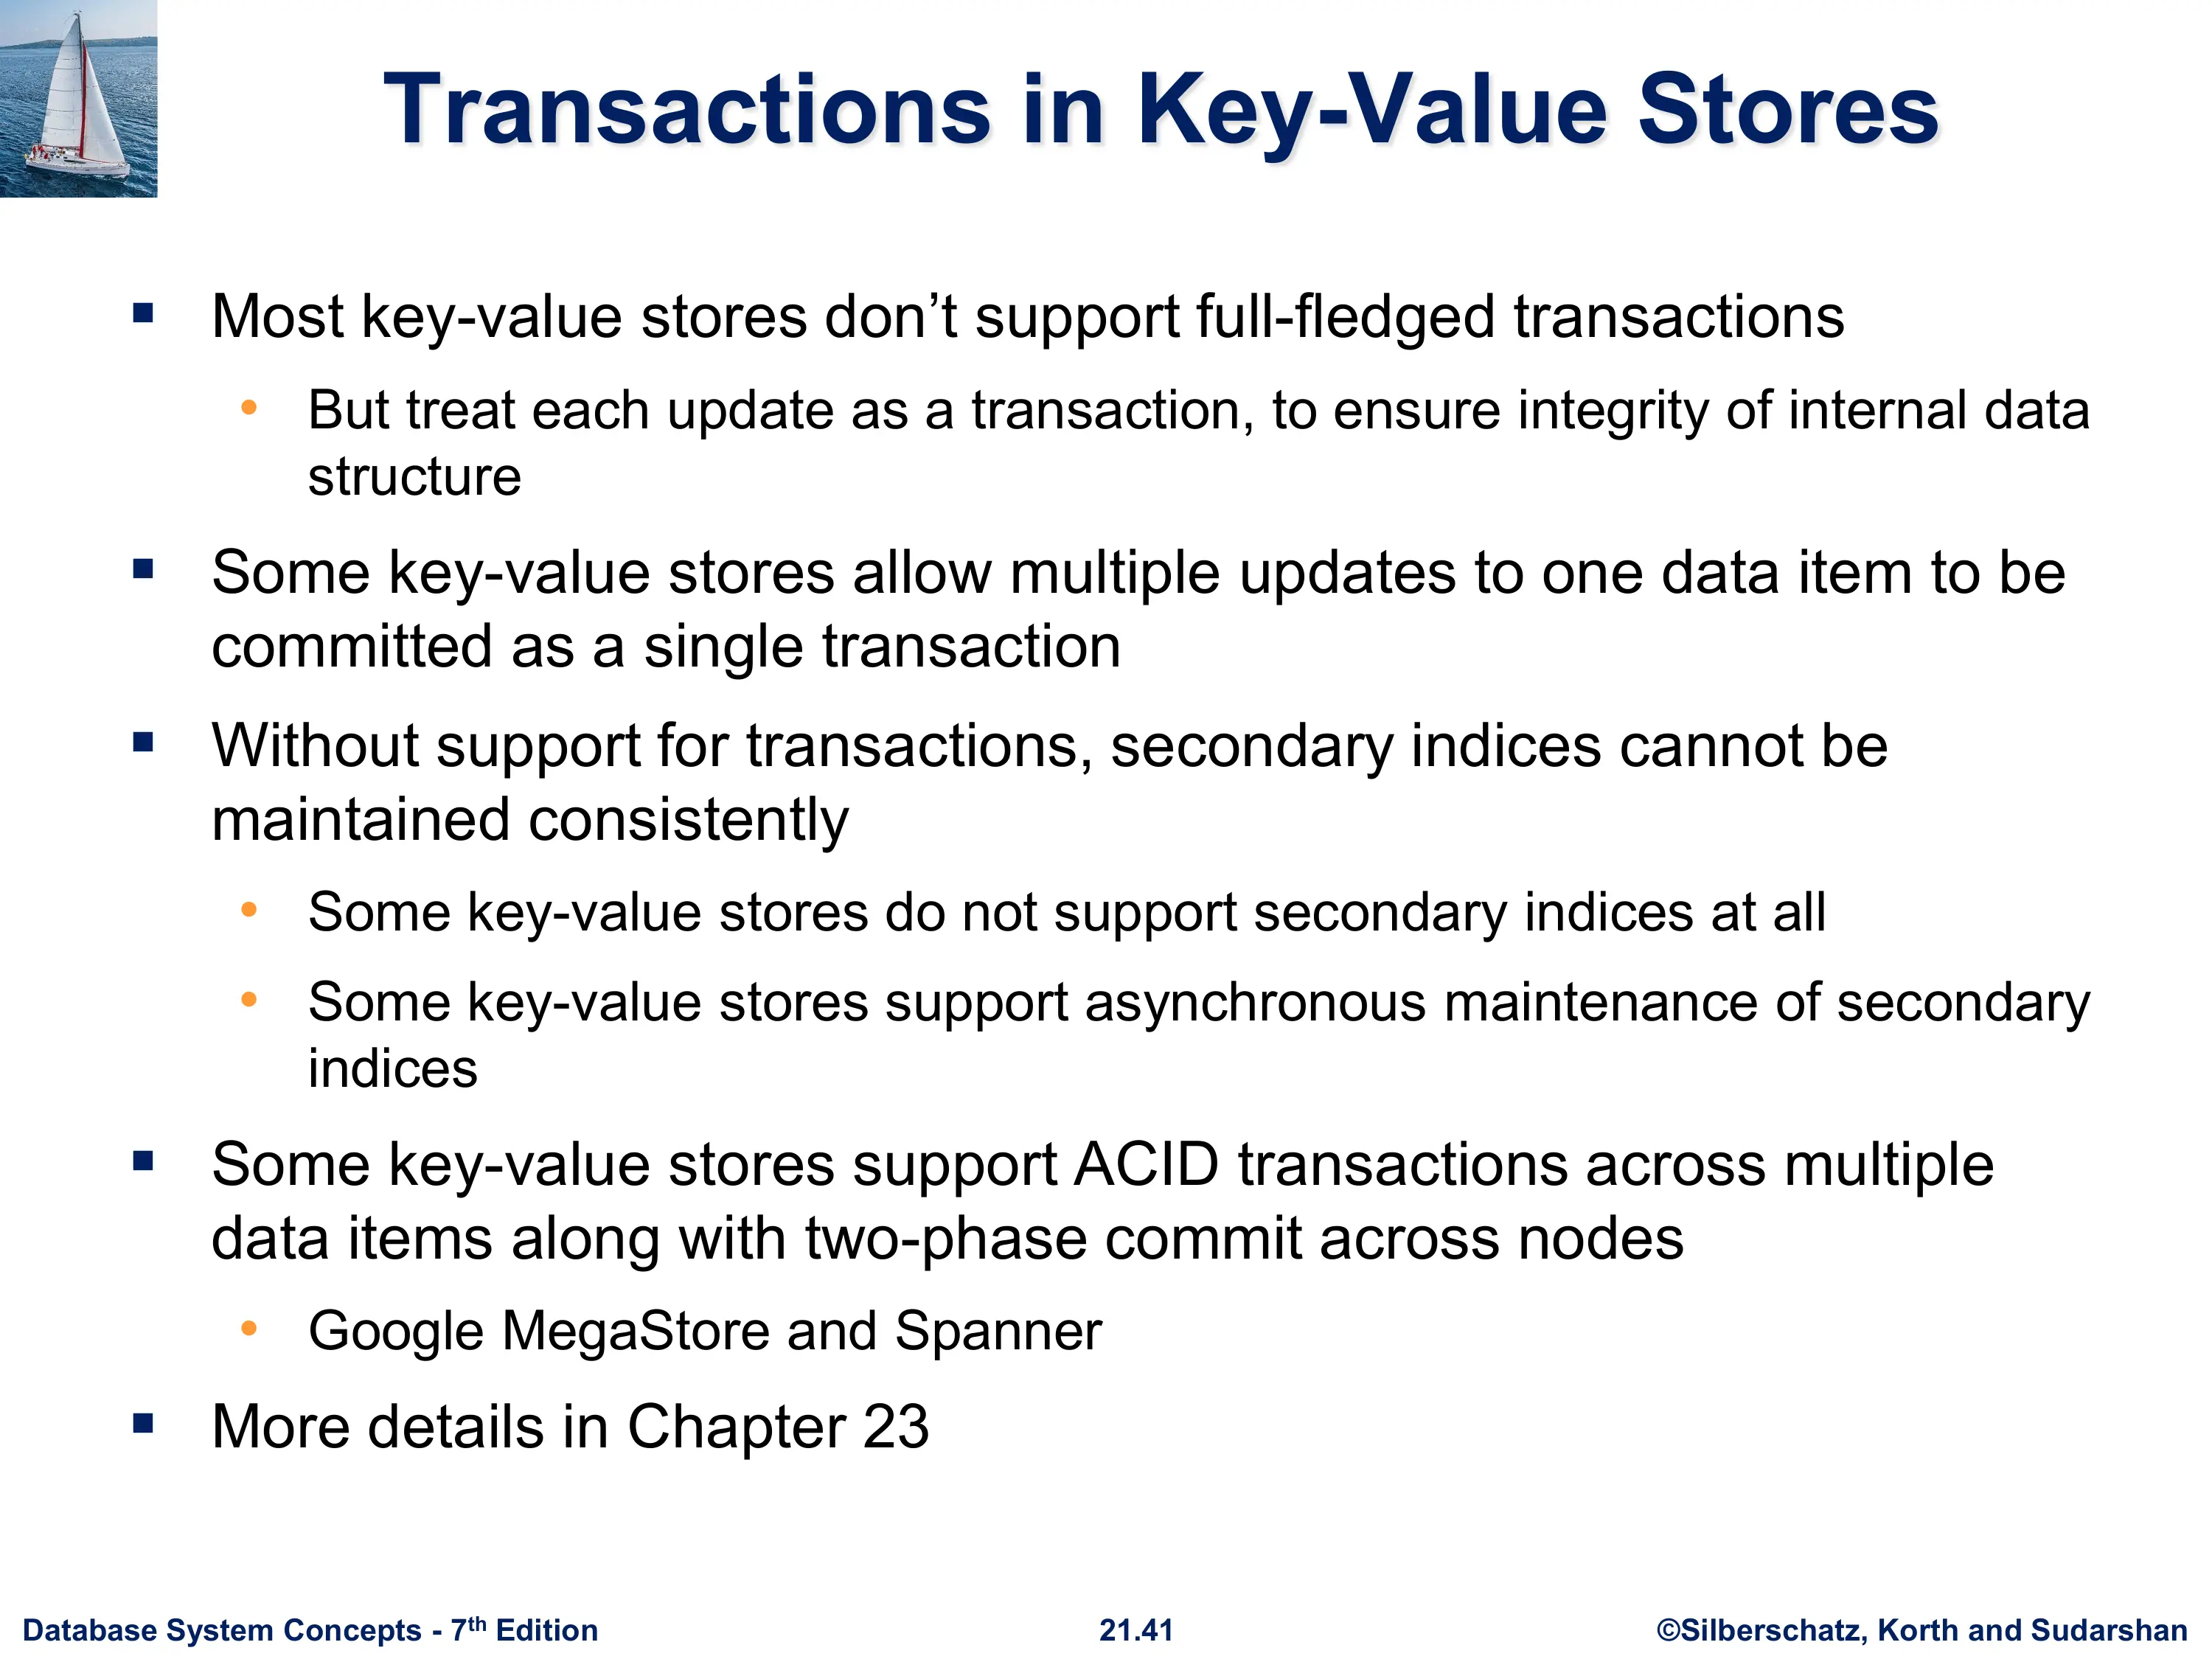 Transactions in Key-Value Stores
▪ Most key-value stores don’t support full-fledged transactions
• But treat each update as a transaction, to ensure integrity of internal data
structure
▪ Some key-value stores allow multiple updates to one data item to be
committed as a single transaction
▪ Without support for transactions, secondary indices cannot be
maintained consistently
• Some key-value stores do not support secondary indices at all
• Some key-value stores support asynchronous maintenance of secondary
indices
▪ Some key-value stores support ACID transactions across multiple
data items along with two-phase commit across nodes
• Google MegaStore and Spanner
▪ More details in Chapter 23
Database System Concepts - 7th Edition 21.41 ©Silberschatz, Korth and Sudarshan